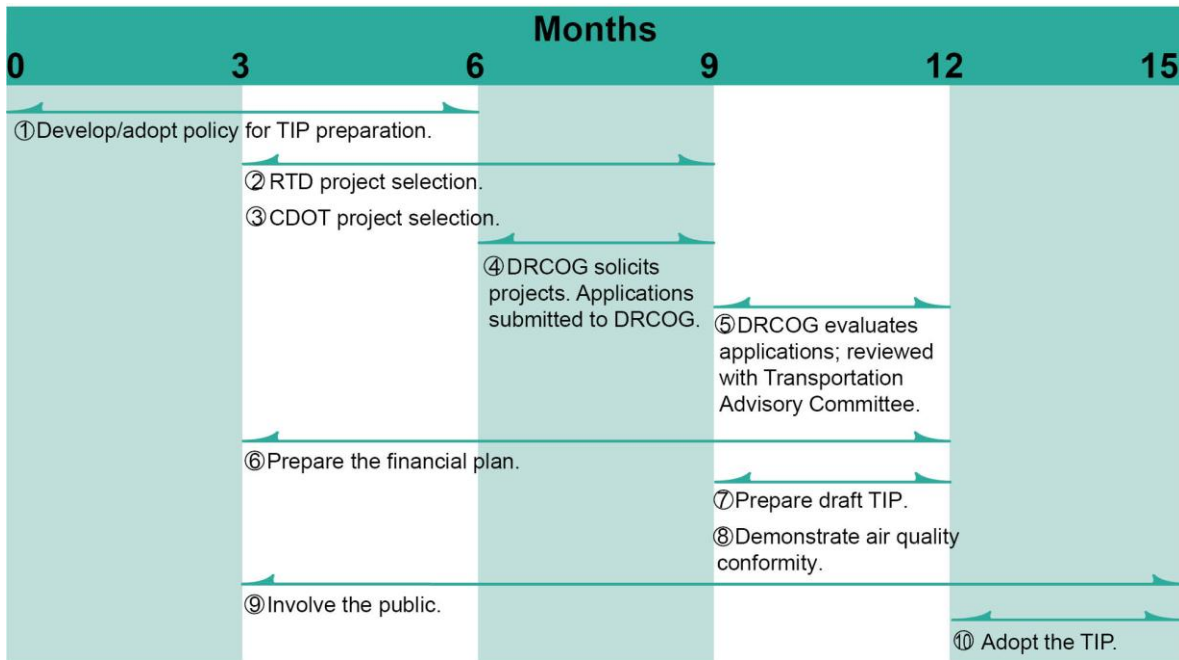 Months
0 3 6 9 12 15
①Develop/adopt policy for TIP preparation.
②RTD project selection.
③CDOT project selection.
④DRCOG solicits
projects. Applications
submitted to DRCOG.
⑤DRCOG evaluates
applications; reviewed
with Transportation
Advisory Committee.
⑥Prepare the financial plan.
⑦Prepare draft TIP.
⑧Demonstrate air quality
conformity.
⑨Involve the public.
⑩ Adopt the TIP.